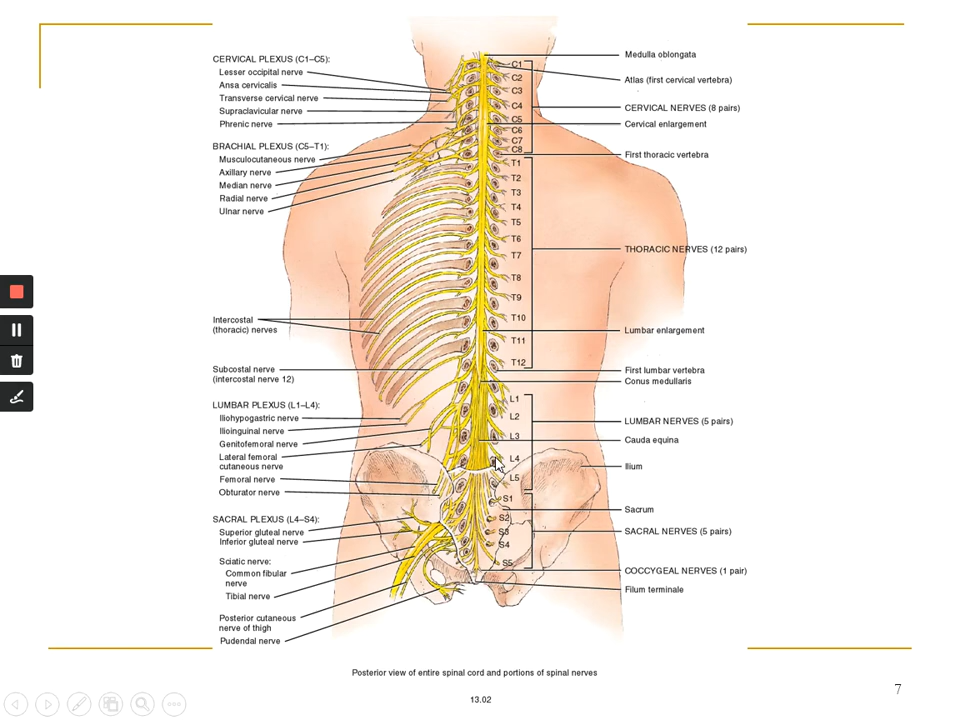 CERVICAL PLEXUS (C1–C5):
Lesser occipital nerve
Ansa cervicalis
Transverse cervical nerve
Supraclavicular nerve
Phrenic nerve
BRACHIAL PLEXUS (C5–T1):
Musculocutaneous nerve
Axillary nerve
Median nerve
Radial nerve
Ulnar nerve
Intercostal
(thoracic) nerves
Subcostal nerve
(intercostal nerve 12)
LUMBAR PLEXUS (L1–L4):
Iliohypogastric nerve
Ilioinguinal nerve
Genitofemoral nerve
Lateral femoral
cutaneous nerve
Femoral nerve
Obturator nerve
SACRAL PLEXUS (L4–S4):
Superior gluteal nerve
Inferior gluteal nerve
Sciatic nerve:
Common fibular
nerve
Tibial nerve
Posterior cutaneous
nerve of thigh
Pudendal nerve
C1
C2
C3
C4
C5
C6
C7
C8
T1
T2
T3
T4
T5
T6
T7
T8
T9
T10
T11
T12
L1
L2
L3
L4
L5
S1
S2
S3
S4
S5
Medulla oblongata
Atlas (first cervical vertebra)
CERVICAL NERVES (8 pairs)
Cervical enlargement
First thoracic vertebra
THORACIC NERVES (12 pairs)
Lumbar enlargement
First lumbar vertebra
Conus medullaris
LUMBAR NERVES (5 pairs)
Cauda equina
Ilium
Sacrum
SACRAL NERVES (5 pairs)
COCCYGEAL NERVES (1 pair)
Filum terminale
Posterior view of entire spinal cord and portions of spinal nerves
7
13.02